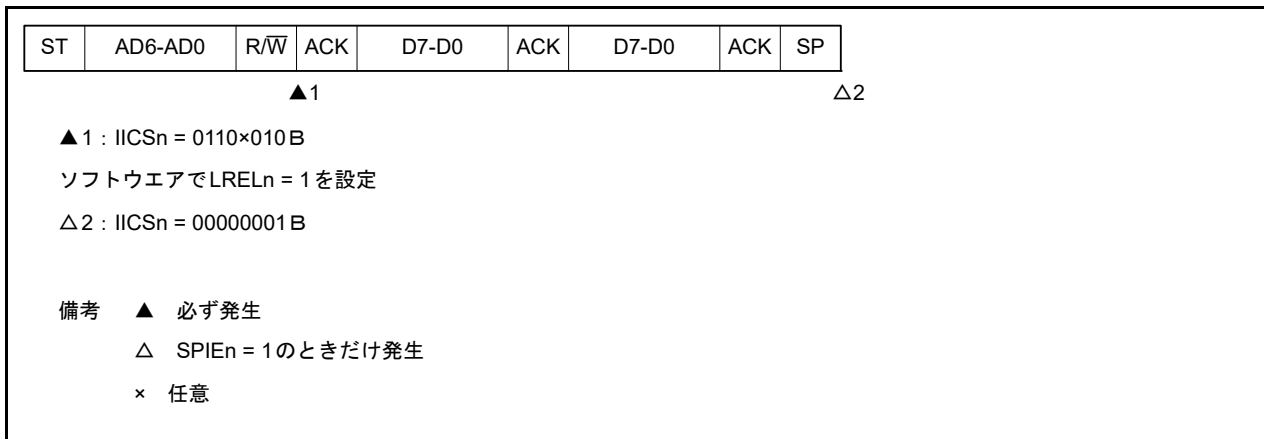 ST AD6-AD0 R/W̅ ACK D7-D0 ACK D7-D0 ACK SP
▲1 △2
▲1：IICSn = 0110×010B
ソフトウエアでLRELn = 1を設定
△2：IICSn = 00000001B
備考 ▲ 必ず発生
△ SPIEn = 1のときだけ発生
× 任意